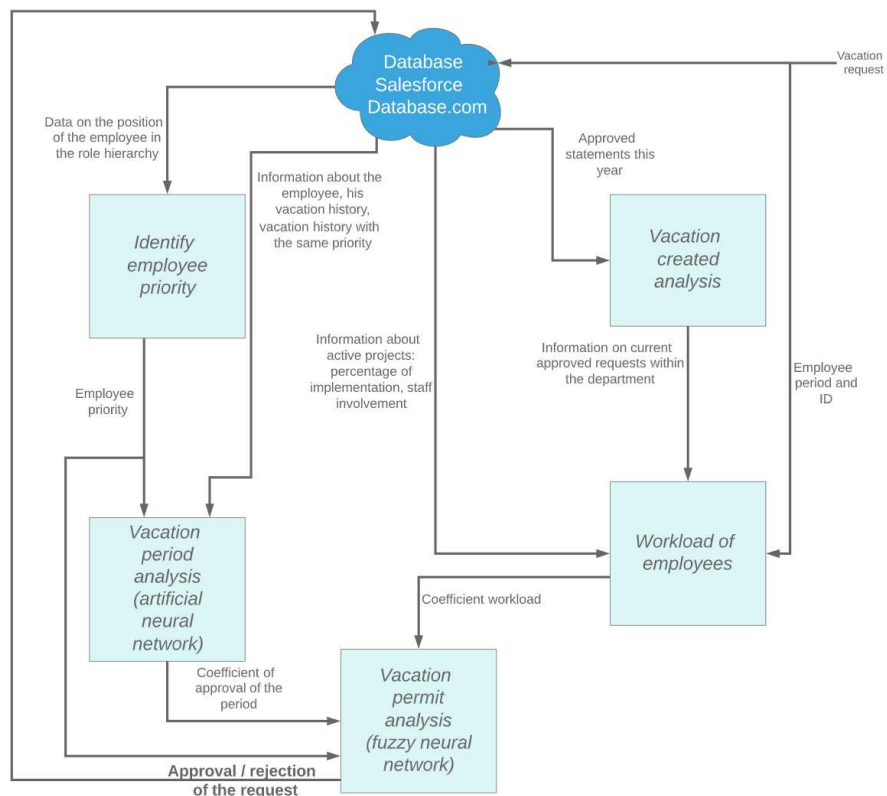 Database
Salesforce
Database.com
Vacation
request
Data on the position
of the employee in
the role hierarchy
Information about the
employee, his
vacation history,
vacation history with
the same priority
Approved
statements this
year
Identify
employee
priority
Vacation
created
analysis
Information about
active projects:
percentage of
implementation, staff
involvement
Information on current
approved requests within
the department
Employee
period and
ID
Employee
priority
Vacation
period
analysis
(artificial
neural
network)
Workload of
employees
Coefficient workload
Coefficient of
approval of the
period
Vacation
permit
analysis
(fuzzy neural
network)
Approval / rejection
of the request